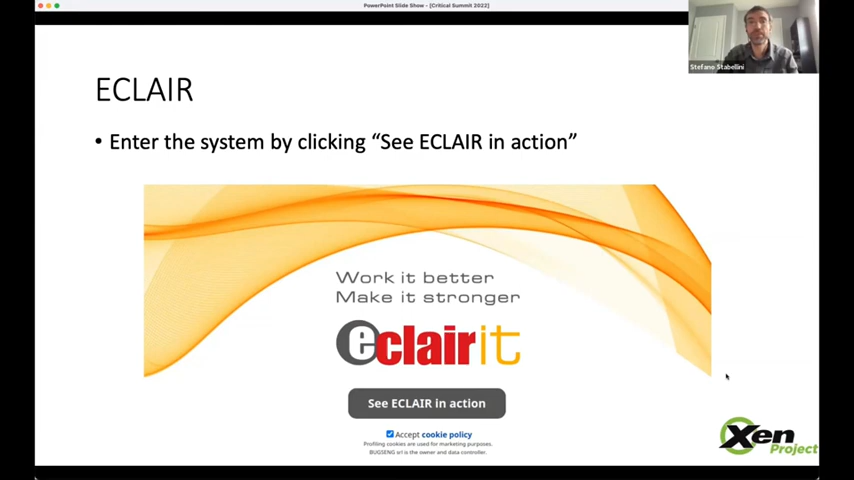 PowerPoint Slide Show - [Critical Summit 2022]
Stefano Stabellini
ECLAIR
• Enter the system by clicking “See ECLAIR in action”
Work it better
Make it stronger
eclairit
See ECLAIR in action
Accept cookie policy
Profiling cookies are used for marketing purposes.
BUGSENG srl is the owner and data controller.
Xen
Project